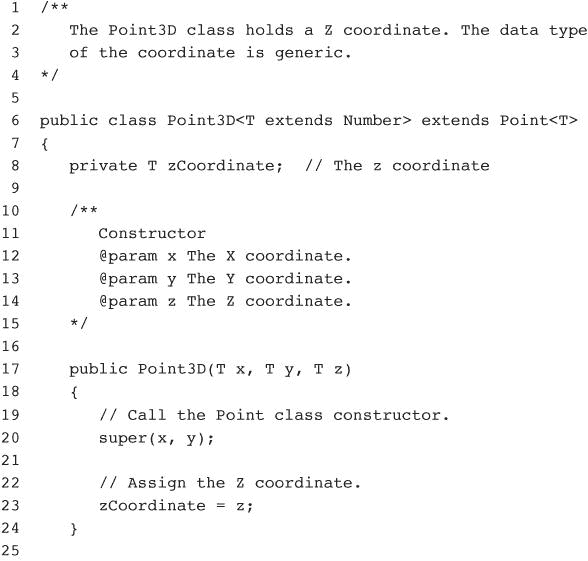 1 /**
2    The Point3D class holds a Z coordinate. The data type
3    of the coordinate is generic.
4 */
5
6 public class Point3D<T extends Number> extends Point<T>
7 {
8    private T zCoordinate;  // The z coordinate
9
10    /**
11       Constructor
12       @param x The X coordinate.
13       @param y The Y coordinate.
14       @param z The Z coordinate.
15    */
16
17    public Point3D(T x, T y, T z)
18    {
19       // Call the Point class constructor.
20       super(x, y);
21
22       // Assign the Z coordinate.
23       zCoordinate = z;
24    }
25